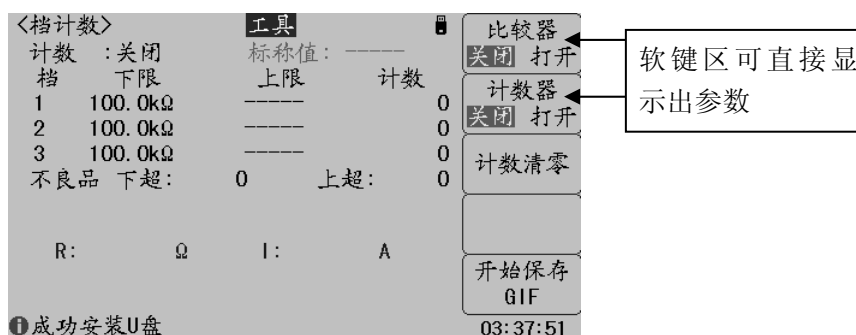 <档计数> 工具
计数 :关闭 标称值: -----
档 下限 上限 计数
1 100.0kΩ ----- 0
2 100.0kΩ ----- 0
3 100.0kΩ ----- 0
不良品 下超: 0 上超: 0
R: Ω I: A
成功安装U盘
比较器
关闭 打开
计数器
关闭 打开
计数清零
开始保存
GIF
03:37:51
软键区可直接显
示出参数